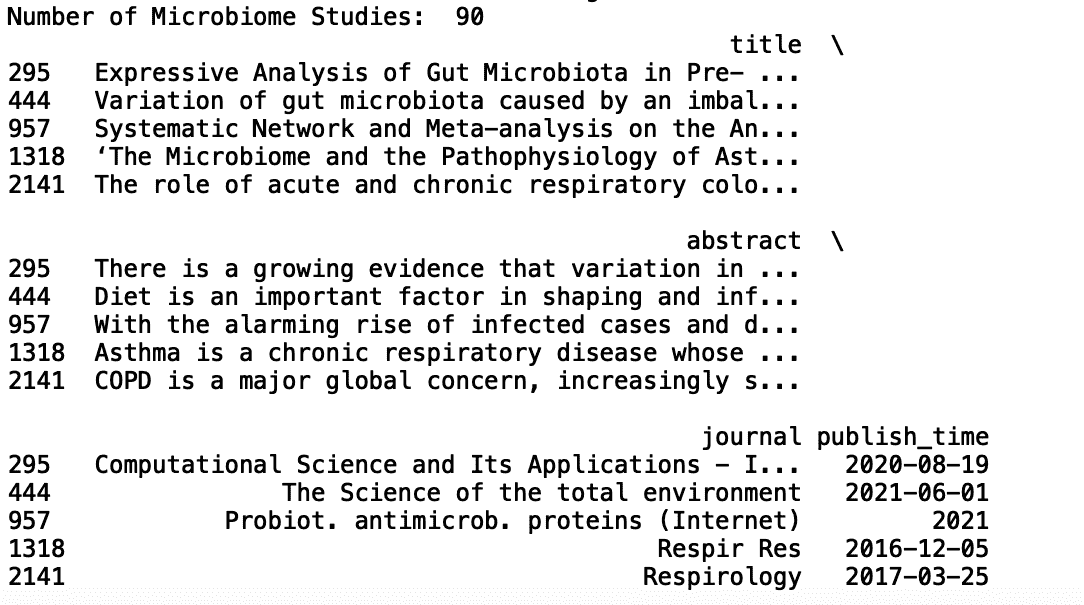 Number of Microbiome Studies:  90
title  \
295   Expressive Analysis of Gut Microbiota in Pre- ...
444   Variation of gut microbiota caused by an imbal...
957   Systematic Network and Meta-analysis on the An...
1318  ‘The Microbiome and the Pathophysiology of Ast...
2141  The role of acute and chronic respiratory colo...
abstract  \
295   There is a growing evidence that variation in ...
444   Diet is an important factor in shaping and inf...
957   With the alarming rise of infected cases and d...
1318  Asthma is a chronic respiratory disease whose ...
2141  COPD is a major global concern, increasingly s...
journal publish_time
295   Computational Science and Its Applications – I...   2020-08-19
444   The Science of the total environment   2021-06-01
957   Probiot. antimicrob. proteins (Internet)   2021
1318  Respir Res   2016-12-05
2141  Respirology   2017-03-25